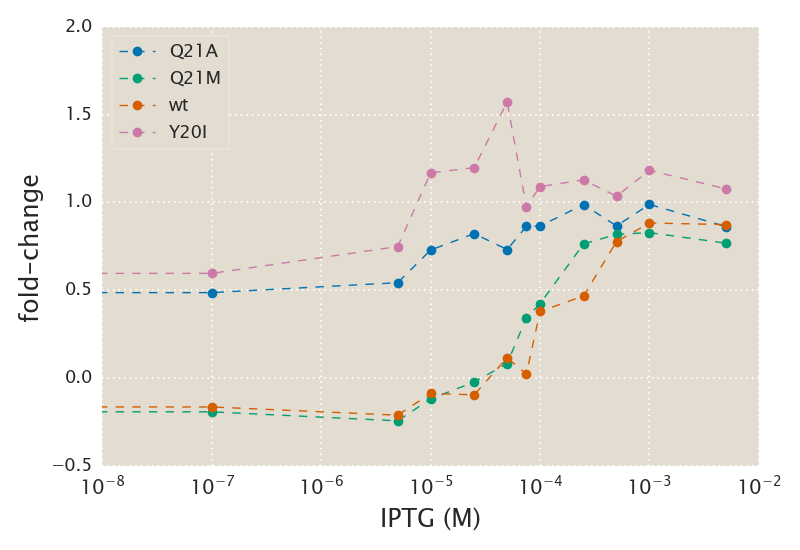 2.0
1.5
1.0
0.5
0.0
−0.5
fold−change
Q21A
Q21M
wt
Y20I
10⁻⁸ 10⁻⁷ 10⁻⁶ 10⁻⁵ 10⁻⁴ 10⁻³ 10⁻²
IPTG (M)